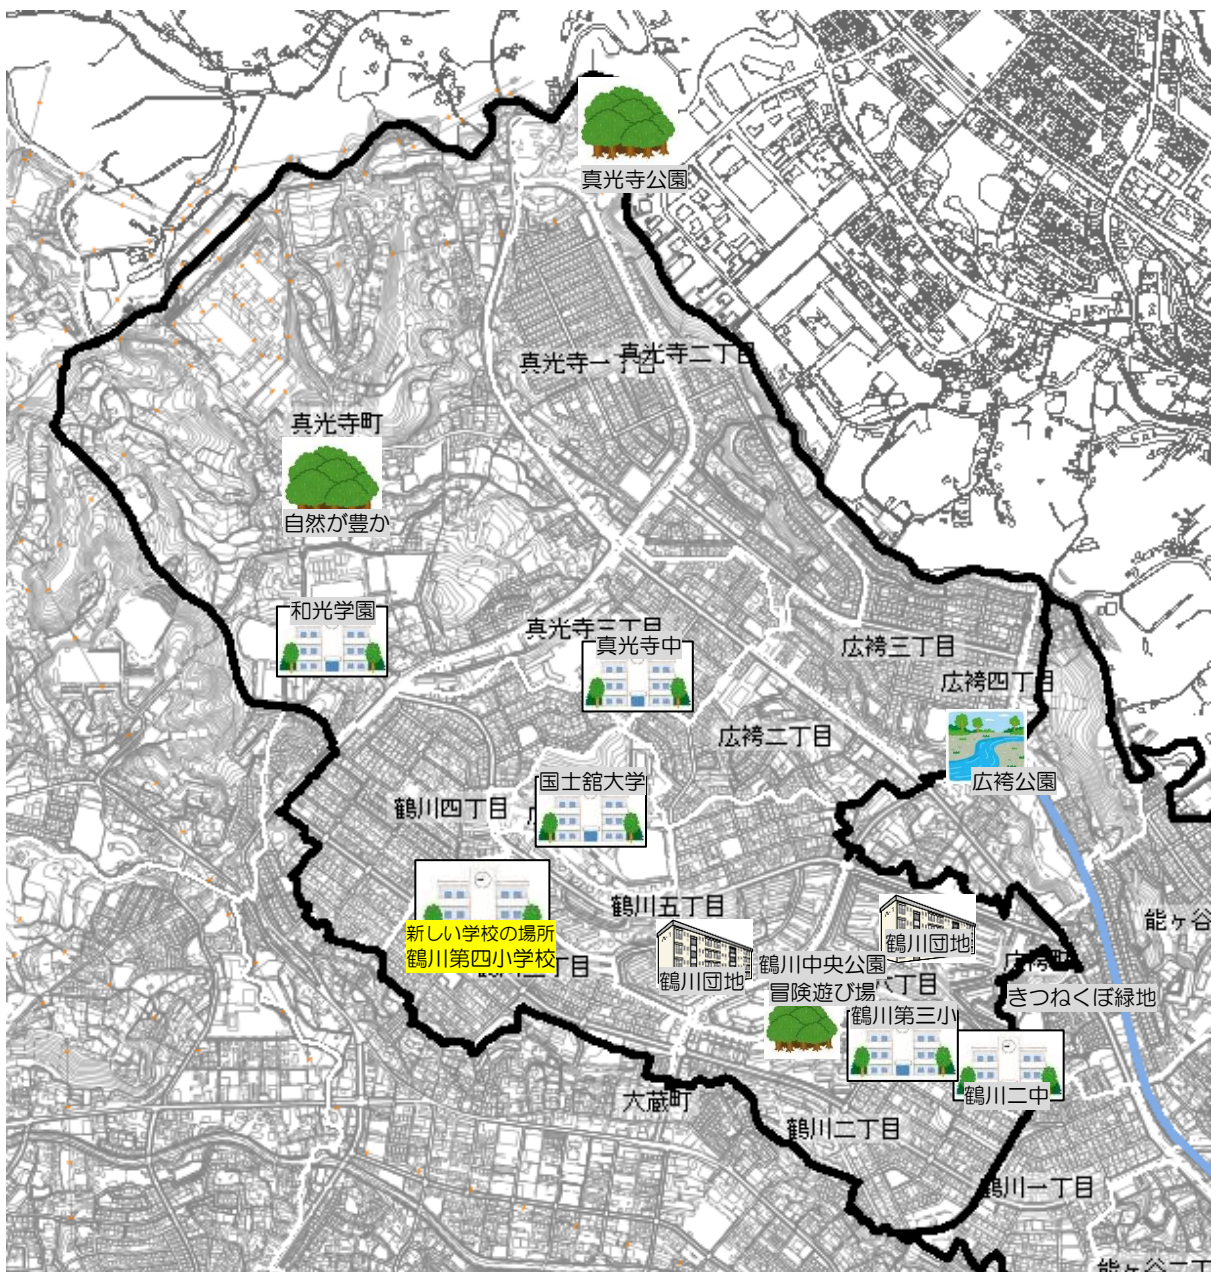 真光寺公園
真光寺一丁目
真光寺二丁目
真光寺町
自然が豊か
和光学園
真光寺三丁目
真光寺中
広袴三丁目
広袴四丁目
広袴二丁目
広袴公園
国士舘大学
鶴川四丁目
鶴川五丁目
新しい学校の場所
鶴川第四小学校
鶴川団地
鶴川団地
鶴川中央公園
冒険遊び場
六丁目
鶴川第三小
きつねくぼ緑地
鶴川二中
大蔵町
鶴川二丁目
鶴川一丁目
能ヶ谷